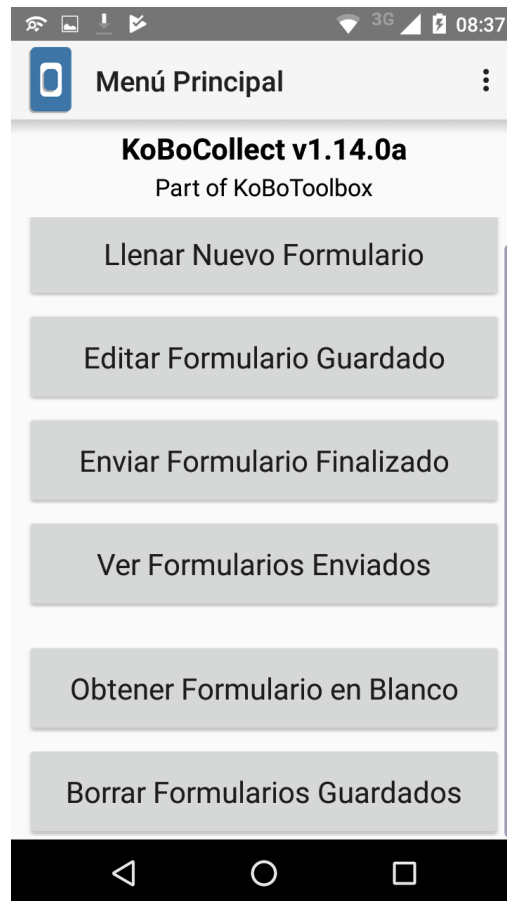 3G 08:37
Menú Principal
KoBoCollect v1.14.0a
Part of KoBoToolbox
Llenar Nuevo Formulario
Editar Formulario Guardado
Enviar Formulario Finalizado
Ver Formularios Enviados
Obtener Formulario en Blanco
Borrar Formularios Guardados